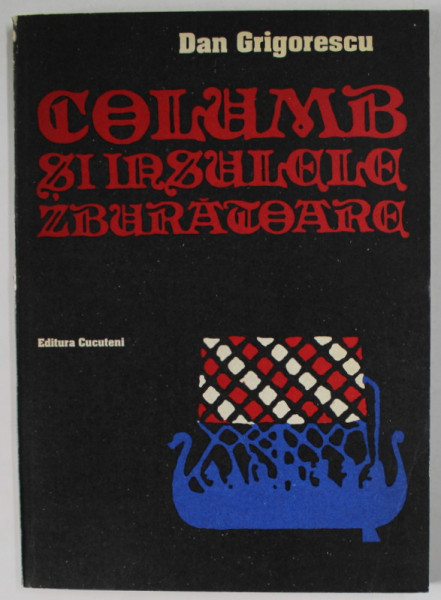 Dan Grigorescu
COLUMB
ȘI INSULELE
ZBURĂTOARE
Editura Cucuteni